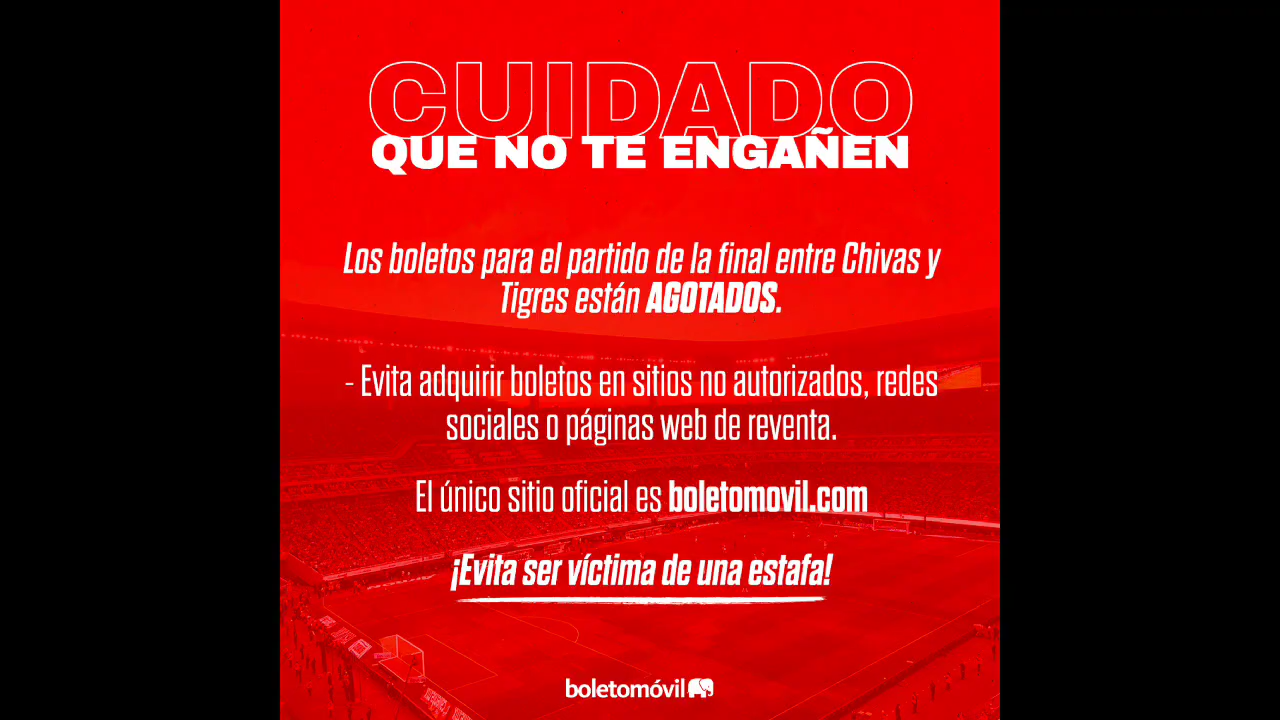 CUIDADO
QUE NO TE ENGAÑEN
Los boletos para el partido de la final entre Chivas y
Tigres están AGOTADOS.
- Evita adquirir boletos en sitios no autorizados, redes
sociales o páginas web de reventa.
El único sitio oficial es boletomovil.com
¡Evita ser víctima de una estafa!
boletomóvil